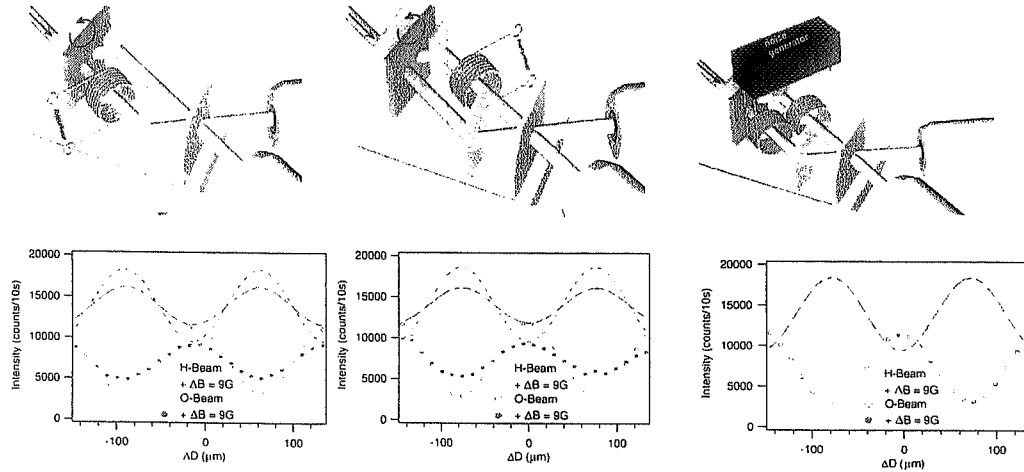 noise
generator
20000
15000
10000
5000
0
Intensity (counts/10s)
H-Beam
+ ΔB = 9G
O-Beam
+ ΔB = 9G
-100
0
100
ΔD (μm)
20000
15000
10000
5000
0
Intensity (counts/10s)
H-Beam
+ ΔB = 9G
O-Beam
+ ΔB = 9G
-100
0
100
ΔD (μm)
20000
15000
10000
5000
0
Intensity (counts/10s)
H-Beam
+ ΔB = 9G
O-Beam
+ ΔB = 9G
-100
0
100
ΔD (μm)